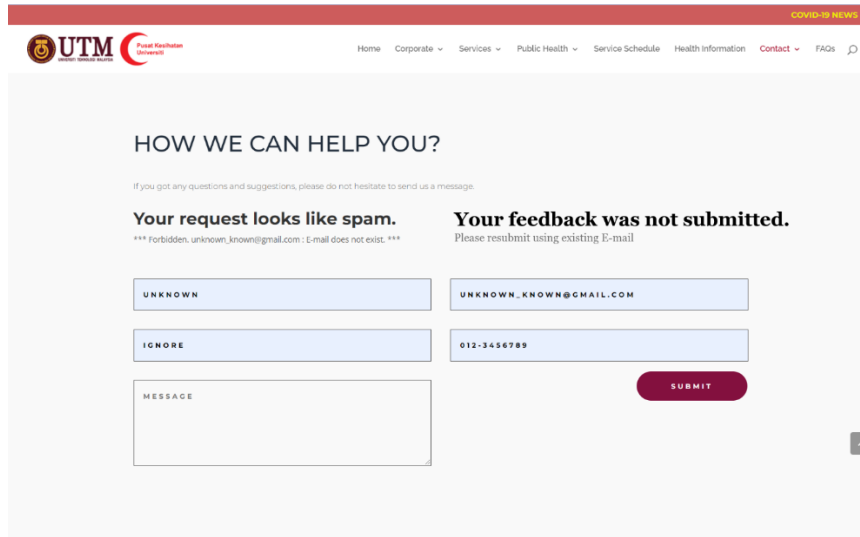 COVID-19 NEWS
UTM
UNIVERSITI TEKNOLOGI MALAYSIA
Pusat Kesihatan
Universiti
Home Corporate Services Public Health Service Schedule Health Information Contact FAQs
HOW WE CAN HELP YOU?
If you got any questions and suggestions, please do not hesitate to send us a message.
Your request looks like spam.
*** Forbidden. unknown_known@gmail.com : E-mail does not exist. ***
Your feedback was not submitted.
Please resubmit using existing E-mail
UNKNOWN
UNKNOWN_KNOWN@GMAIL.COM
IGNORE
012-3456789
MESSAGE
SUBMIT